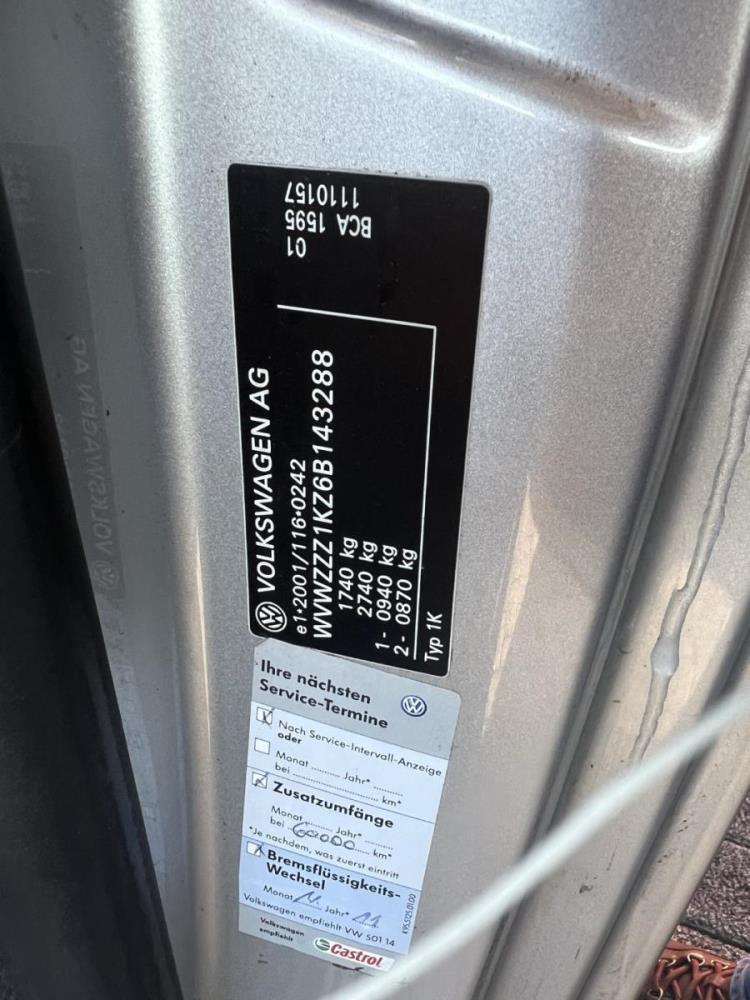 VOLKSWAGEN AG
e1*2001/116*0242
WVWZZZ1KZ6B143288
1740 kg
2740 kg
1- 0940 kg
2- 0870 kg
Typ 1K
01
BCA 1595
1110157
Ihre nächsten
Service-Termine
Nach Service-Intervall-Anzeige
oder
Monat ........ Jahr* ........
bei ........ km*
Zusatzumfänge
Monat ........ Jahr* ........
bei 60000 km*
*Je nachdem, was zuerst eintritt
Bremsflüssigkeits-
Wechsel
Monat Jahr* 11
Volkswagen empfiehlt VW 501 14
Volkswagen
empfiehlt
Castrol
VOLKSWAGEN AG